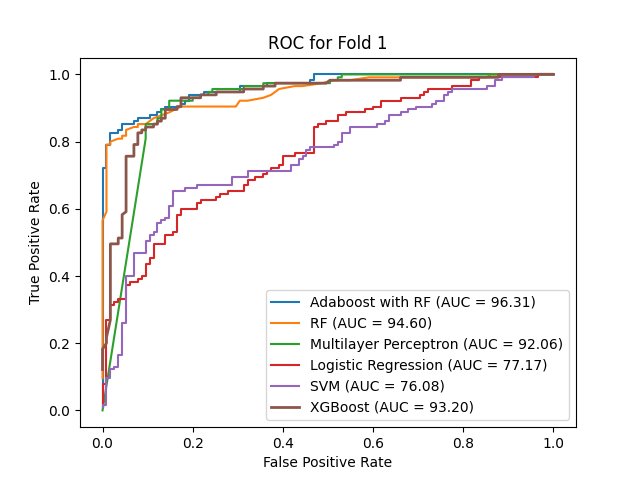 ROC for Fold 1
True Positive Rate
1.0
0.8
0.6
0.4
0.2
0.0
Adaboost with RF (AUC = 96.31)
RF (AUC = 94.60)
Multilayer Perceptron (AUC = 92.06)
Logistic Regression (AUC = 77.17)
SVM (AUC = 76.08)
XGBoost (AUC = 93.20)
0.0 0.2 0.4 0.6 0.8 1.0
False Positive Rate